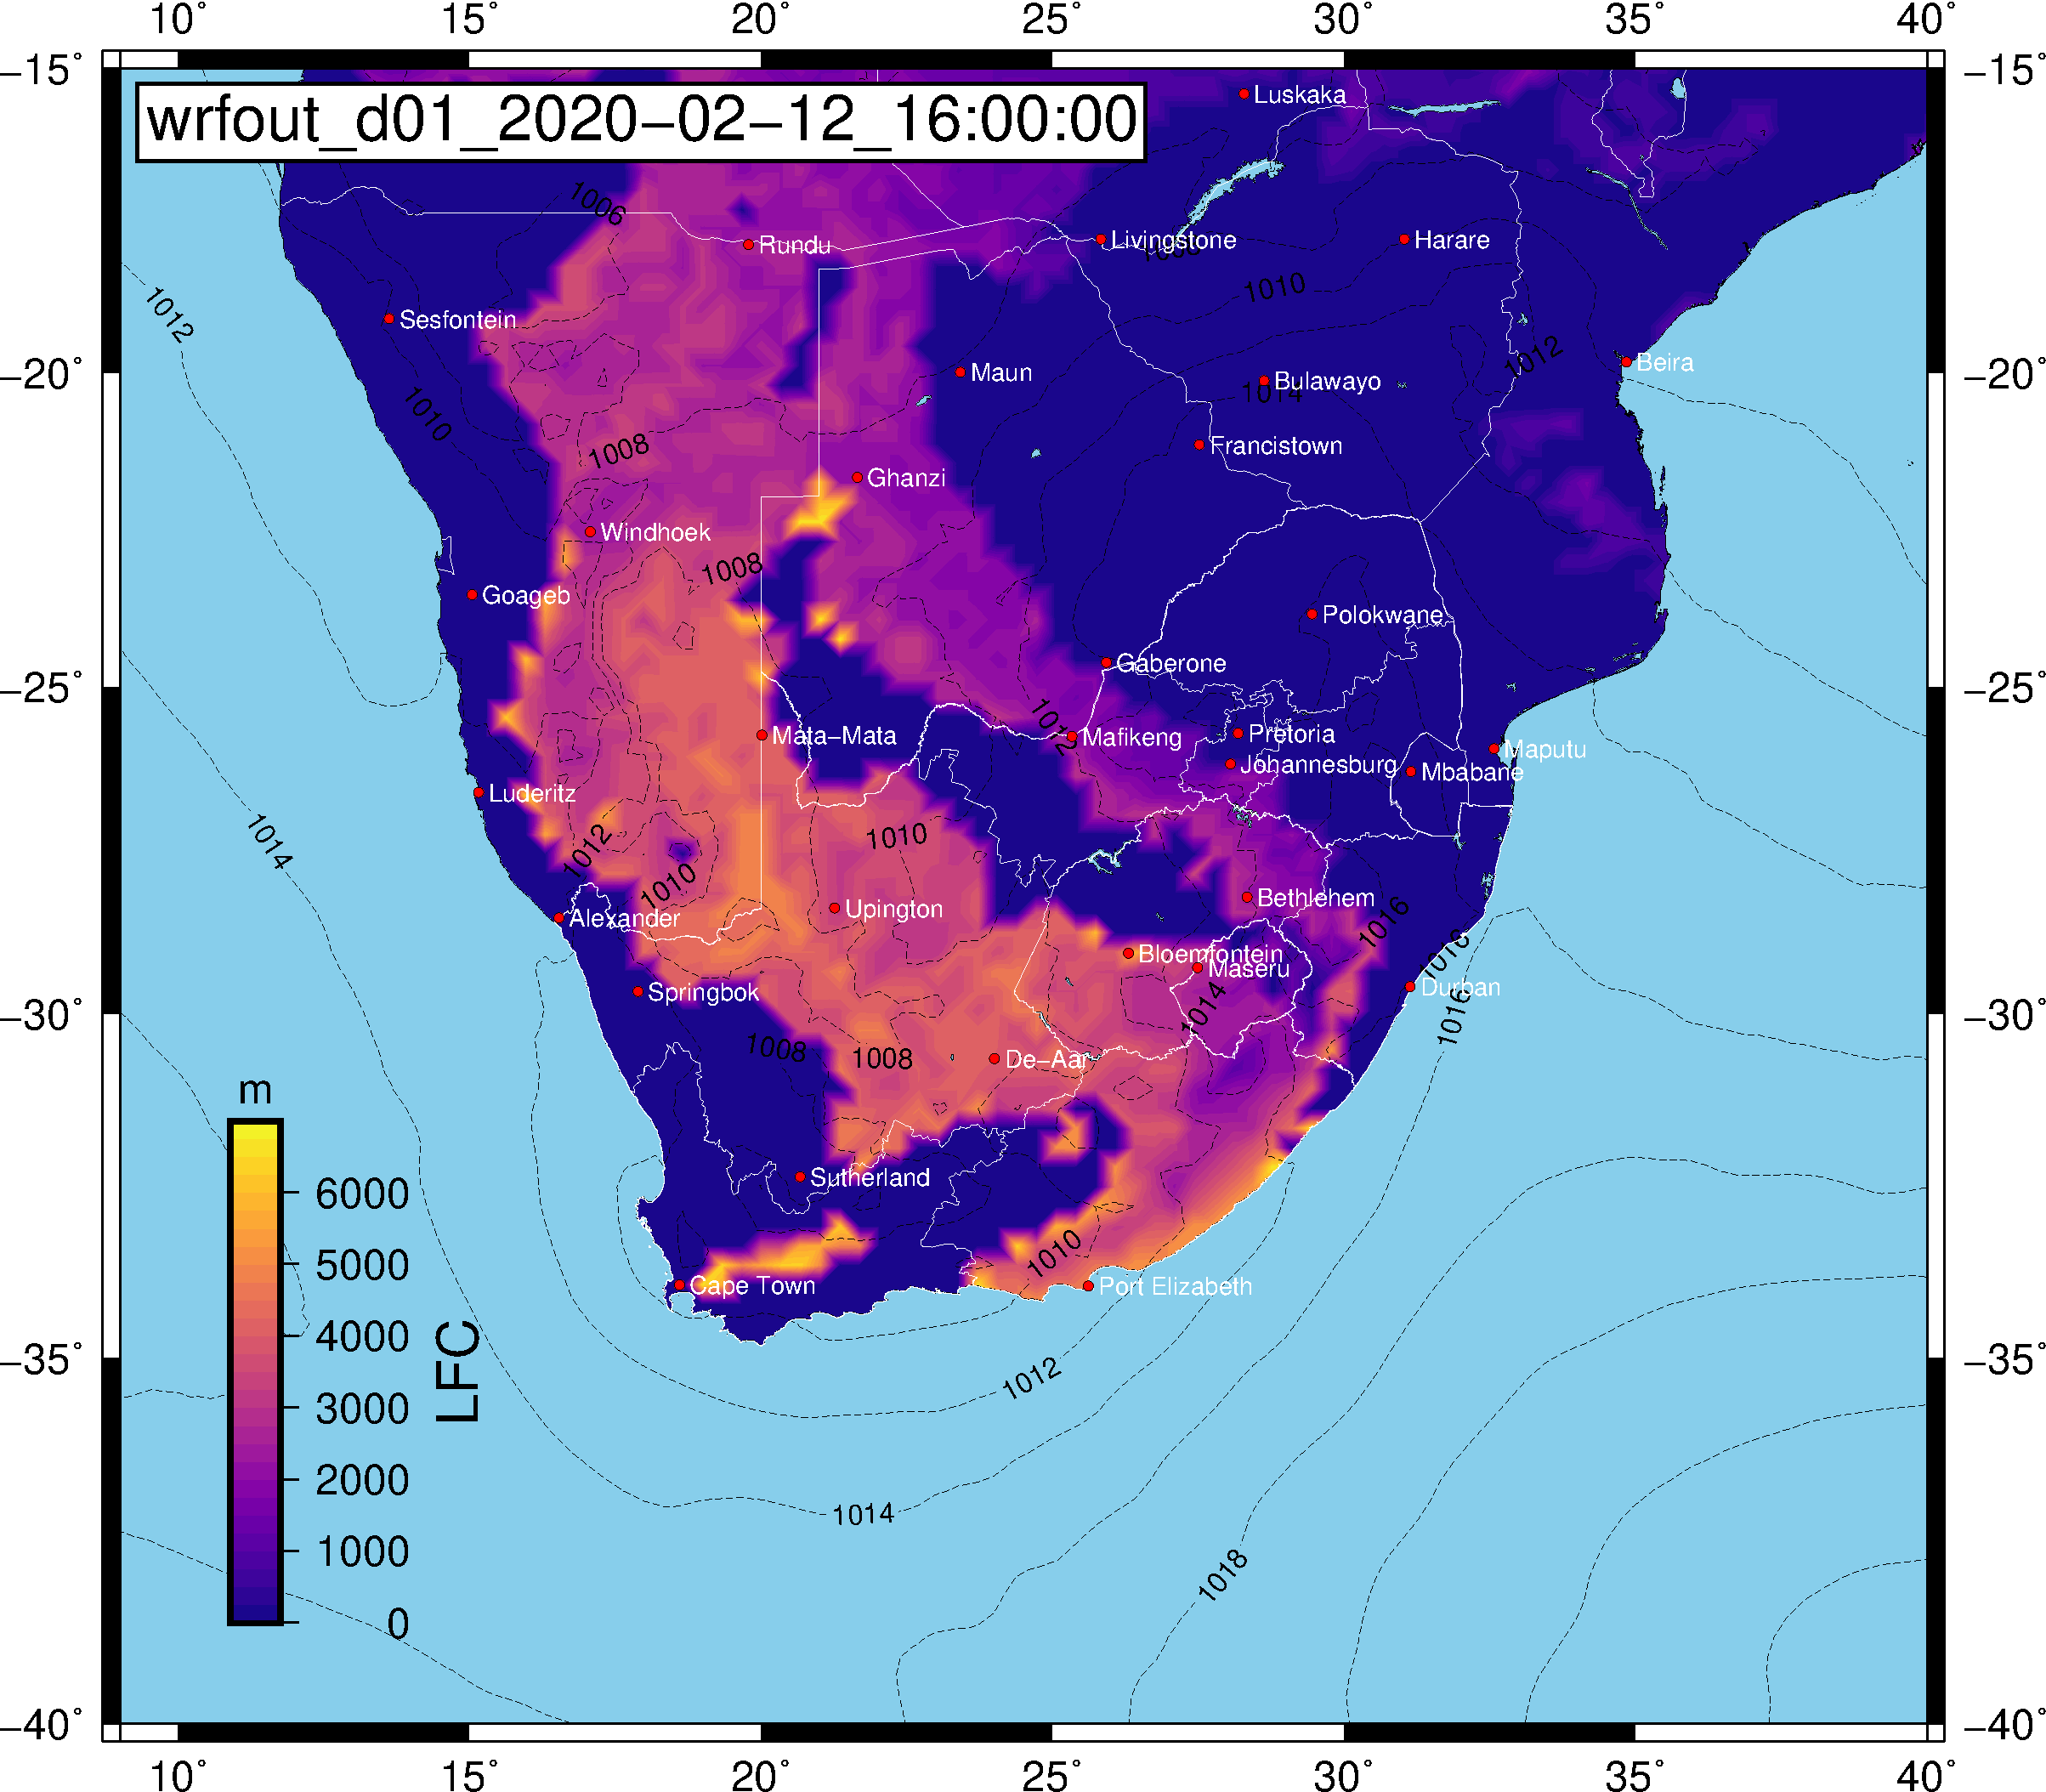 10° 15° 20° 25° 30° 35° 40°
−15° −15°
wrfout_d01_2020−02−12_16:00:00
Luskaka
1006
Rundu
Livingstone
Harare
1008
1010
1012
Sesfontein
1012
−20° −20°
Maun
Bulawayo
Beira
1014
1010
1008
Francistown
Ghanzi
Windhoek
1008
Goageb
Polokwane
Gaberone
−25° −25°
1012
Mata−Mata
Mafikeng
Pretoria
Johannesburg
Mbabane
Maputu
Luderitz
1014
1012
1010
1010
Alexander
Upington
Bethlehem
1016
1016
Bloemfontein
Maseru
Springbok
Durban
1014
1016
−30° −30°
1008
1008
De−Aar
m
Sutherland
6000
1010
5000
Cape Town
Port Elizabeth
4000
−35° −35°
LFC
1012
3000
2000
1014
1000
1018
0
−40° −40°
10° 15° 20° 25° 30° 35° 40°